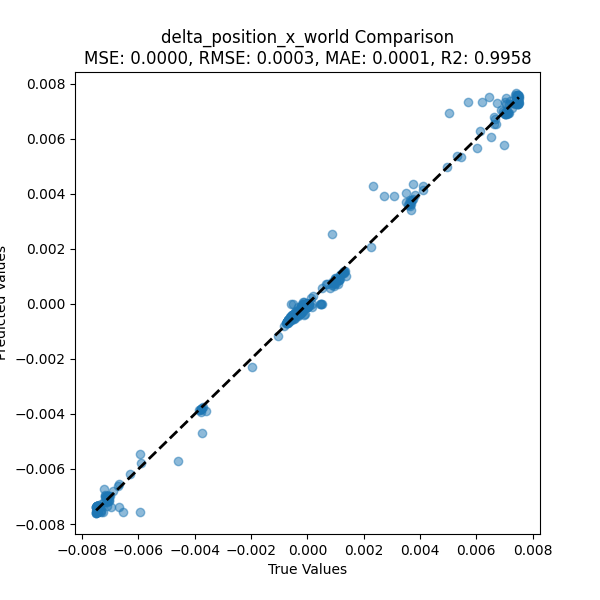 delta_position_x_world Comparison
MSE: 0.0000, RMSE: 0.0003, MAE: 0.0001, R2: 0.9958
0.008
0.006
0.004
0.002
0.000
−0.002
−0.004
−0.006
−0.008
Predicted Values
−0.008 −0.006 −0.004 −0.002 0.000 0.002 0.004 0.006 0.008
True Values